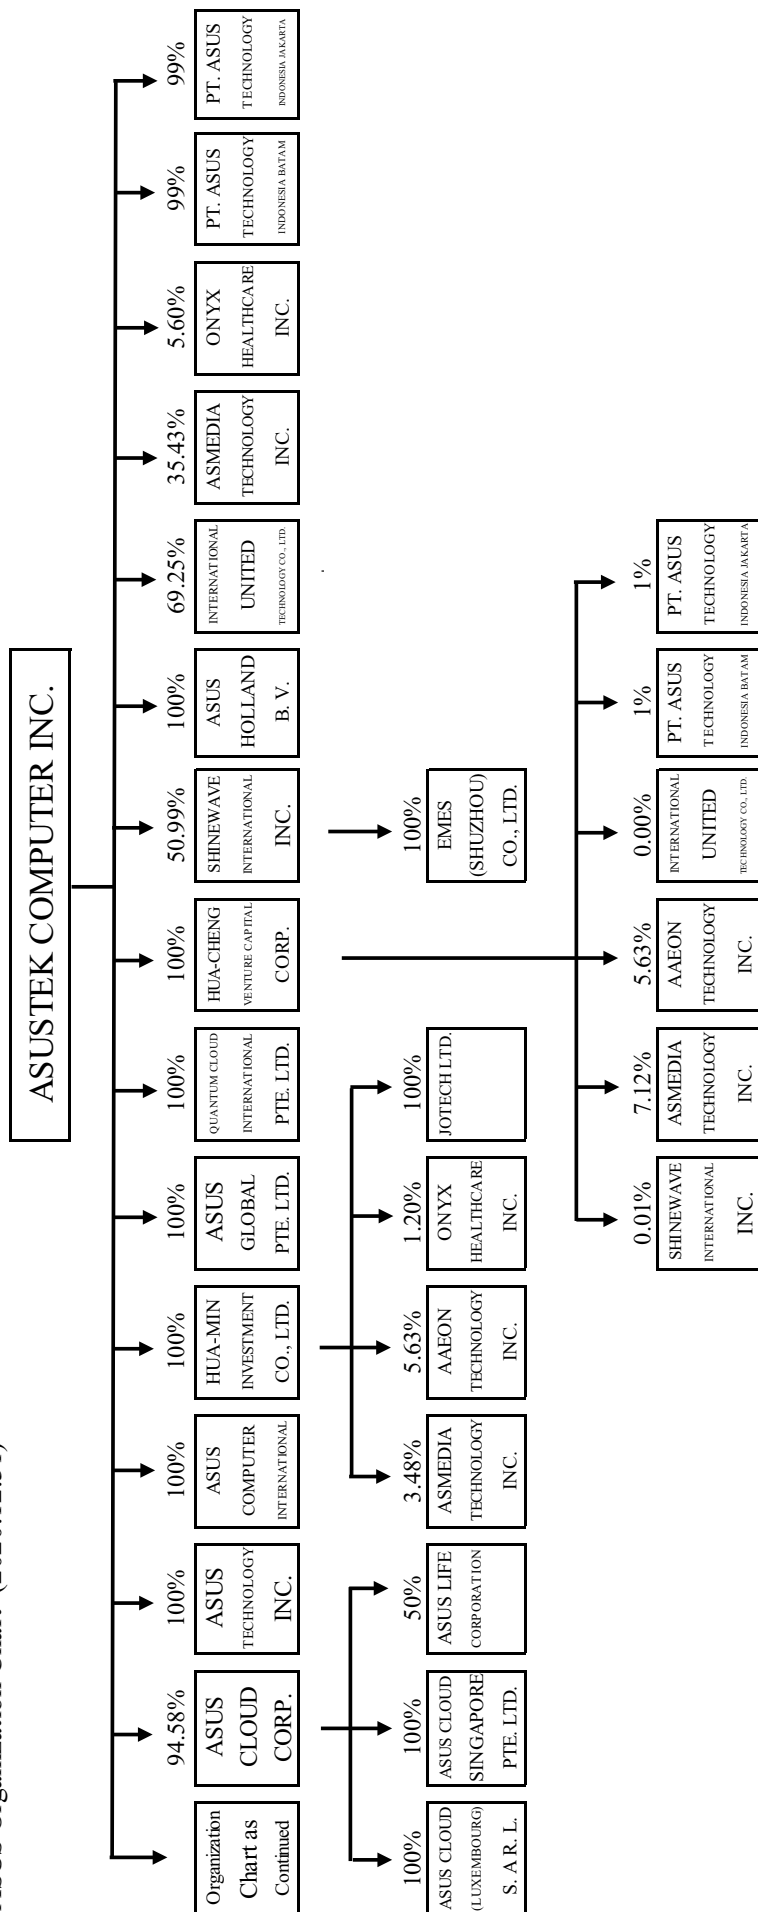 ASUSTEK COMPUTER INC.
Organization
Chart as
Continued
94.58%
ASUS
CLOUD
CORP.
100%
ASUS
TECHNOLOGY
INC.
100%
ASUS
COMPUTER
INTERNATIONAL
100%
HUA-MIN
INVESTMENT
CO., LTD.
100%
ASUS
GLOBAL
PTE. LTD.
100%
QUANTUM CLOUD
INTERNATIONAL
PTE. LTD.
100%
HUA-CHENG
VENTURE CAPITAL
CORP.
50.99%
SHINEWAVE
INTERNATIONAL
INC.
100%
ASUS
HOLLAND
B. V.
69.25%
INTERNATIONAL
UNITED
TECHNOLOGY CO., LTD.
35.43%
ASMEDIA
TECHNOLOGY
INC.
5.60%
ONYX
HEALTHCARE
INC.
99%
PT. ASUS
TECHNOLOGY
INDONESIA BATAM
99%
PT. ASUS
TECHNOLOGY
INDONESIA JAKARTA
100%
ASUS CLOUD
(LUXEMBOURG)
S. A R. L.
100%
ASUS CLOUD
SINGAPORE
PTE. LTD.
50%
ASUS LIFE
CORPORATION
3.48%
ASMEDIA
TECHNOLOGY
INC.
5.63%
AAEON
TECHNOLOGY
INC.
1.20%
ONYX
HEALTHCARE
INC.
100%
JOTECH LTD.
100%
EMES
(SHUZHOU)
CO., LTD.
0.01%
SHINEWAVE
INTERNATIONAL
INC.
7.12%
ASMEDIA
TECHNOLOGY
INC.
5.63%
AAEON
TECHNOLOGY
INC.
0.00%
INTERNATIONAL
UNITED
TECHNOLOGY CO., LTD.
1%
PT. ASUS
TECHNOLOGY
INDONESIA BATAM
1%
PT. ASUS
TECHNOLOGY
INDONESIA JAKARTA